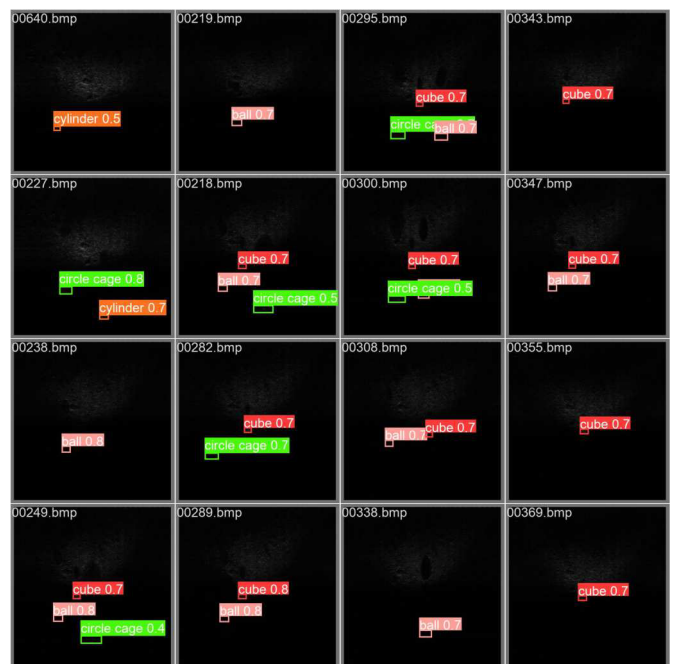 00640.bmp
cylinder 0.5
00219.bmp
ball 0.7
00295.bmp
cube 0.7
circle
ball 0.7
00343.bmp
cube 0.7
00227.bmp
circle cage 0.8
cylinder 0.7
00218.bmp
cube 0.7
ball 0.7
circle cage 0.5
00300.bmp
cube 0.7
circle cage 0.5
00347.bmp
cube 0.7
ball 0.7
00238.bmp
ball 0.8
00282.bmp
cube 0.7
circle cage 0.7
00308.bmp
ball 0.7
cube 0.7
00355.bmp
cube 0.7
00249.bmp
cube 0.7
ball 0.8
circle cage 0.4
00289.bmp
cube 0.8
ball 0.8
00338.bmp
ball 0.7
00369.bmp
cube 0.7